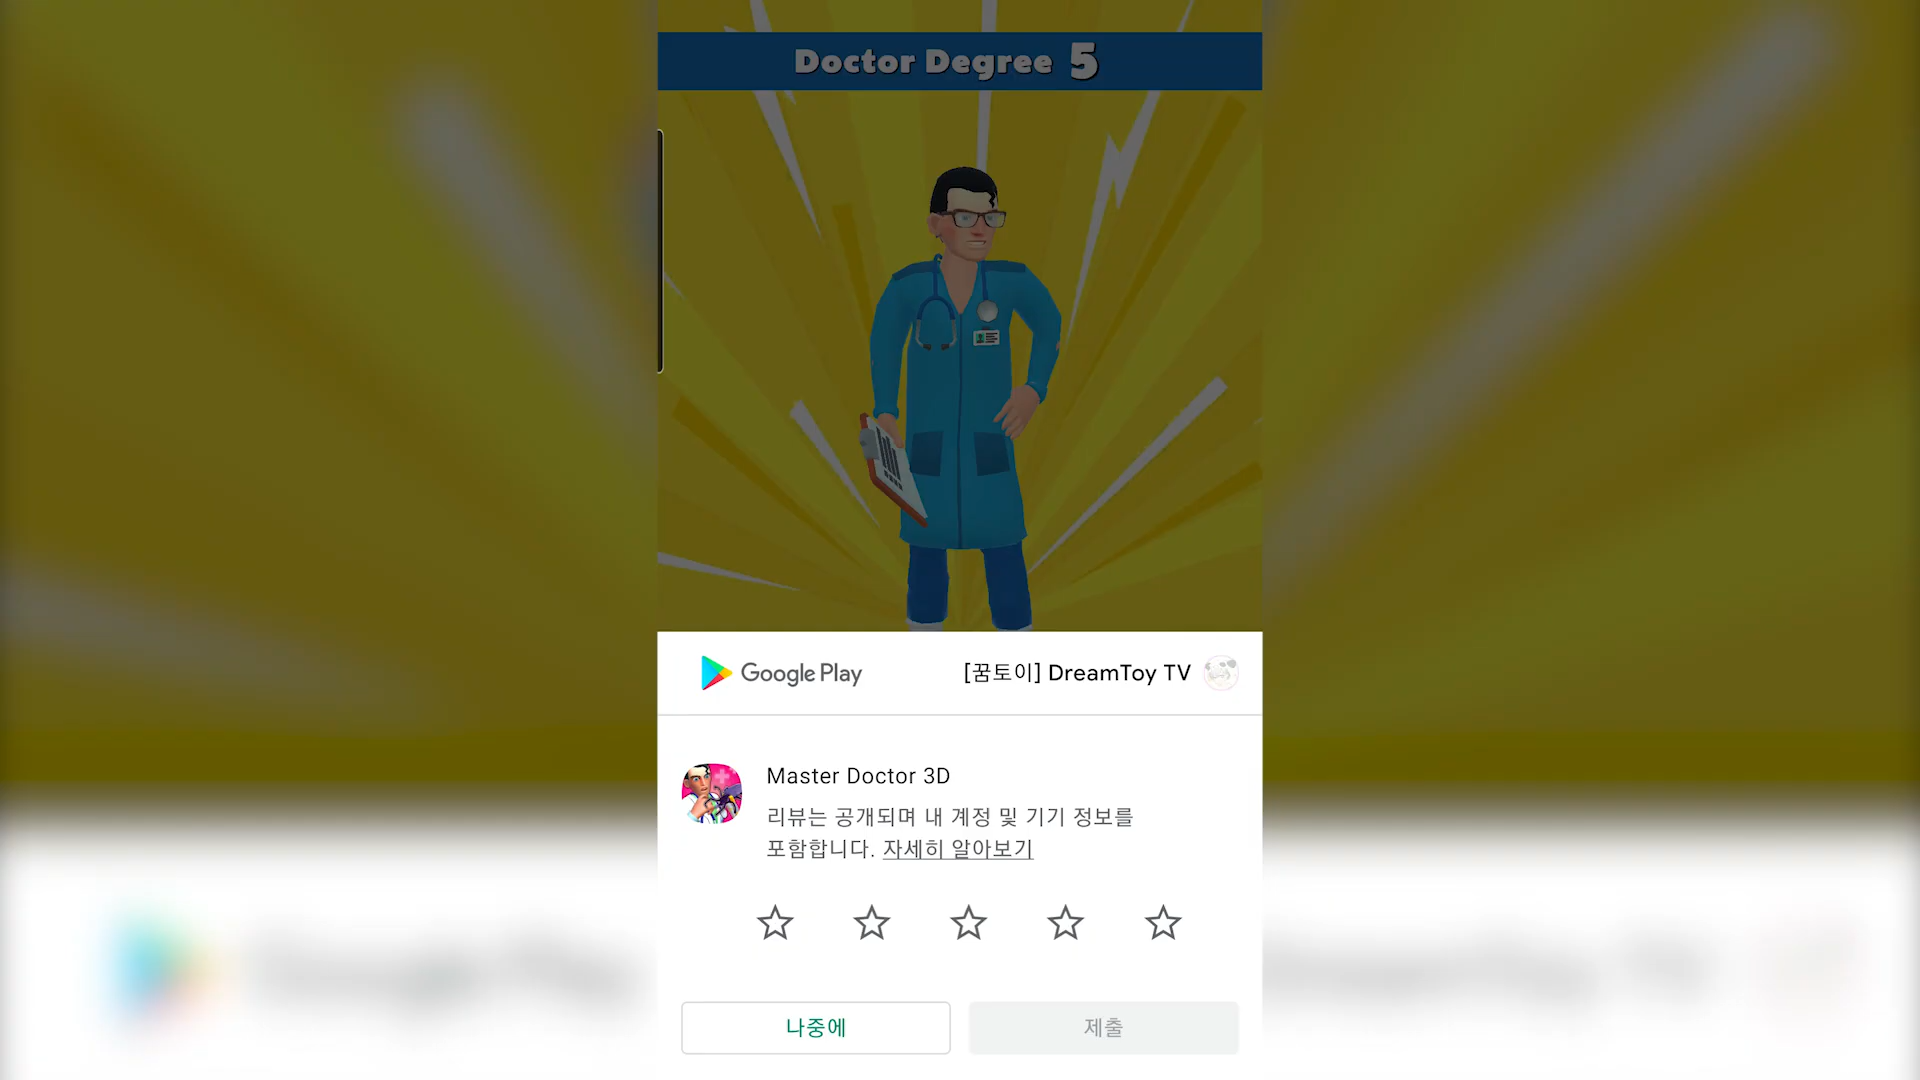 Doctor Degree 5
Google Play
[꿈토이] DreamToy TV
Master Doctor 3D
리뷰는 공개되며 내 계정 및 기기 정보를
포함합니다. 자세히 알아보기
나중에
제출